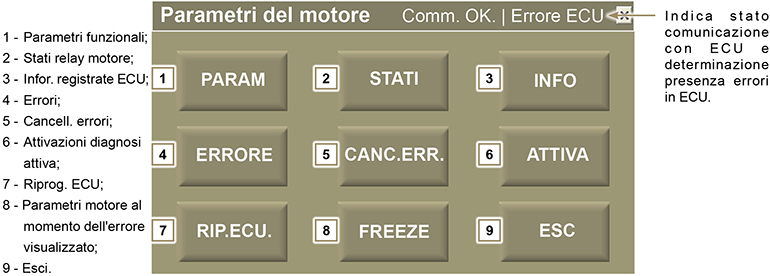 1 - Parametri funzionali;
2 - Stati relay motore;
3 - Infor. registrate ECU;
4 - Errori;
5 - Cancell. errori;
6 - Attivazioni diagnosi
attiva;
7 - Riprog. ECU;
8 - Parametri motore al
momento dell'errore
visualizzato;
9 - Esci.
Parametri del motore Comm. OK. | Errore ECU X
1 PARAM 2 STATI 3 INFO
4 ERRORE 5 CANC.ERR. 6 ATTIVA
7 RIP.ECU. 8 FREEZE 9 ESC
Indica stato
comunicazione
con ECU e
determinazione
presenza errori
in ECU.